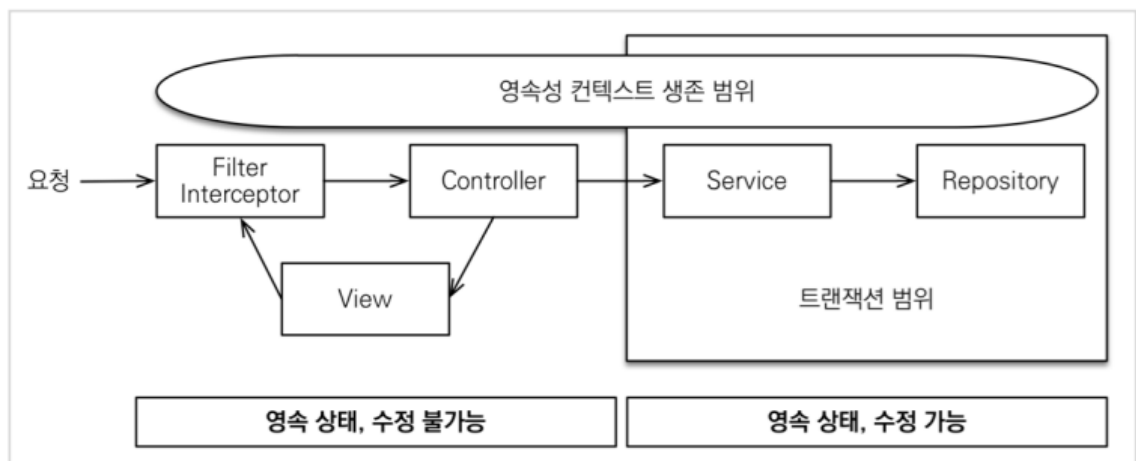 영속성 컨텍스트 생존 범위
요청
Filter
Interceptor
Controller
Service
Repository
View
트랜잭션 범위
영속 상태, 수정 불가능
영속 상태, 수정 가능